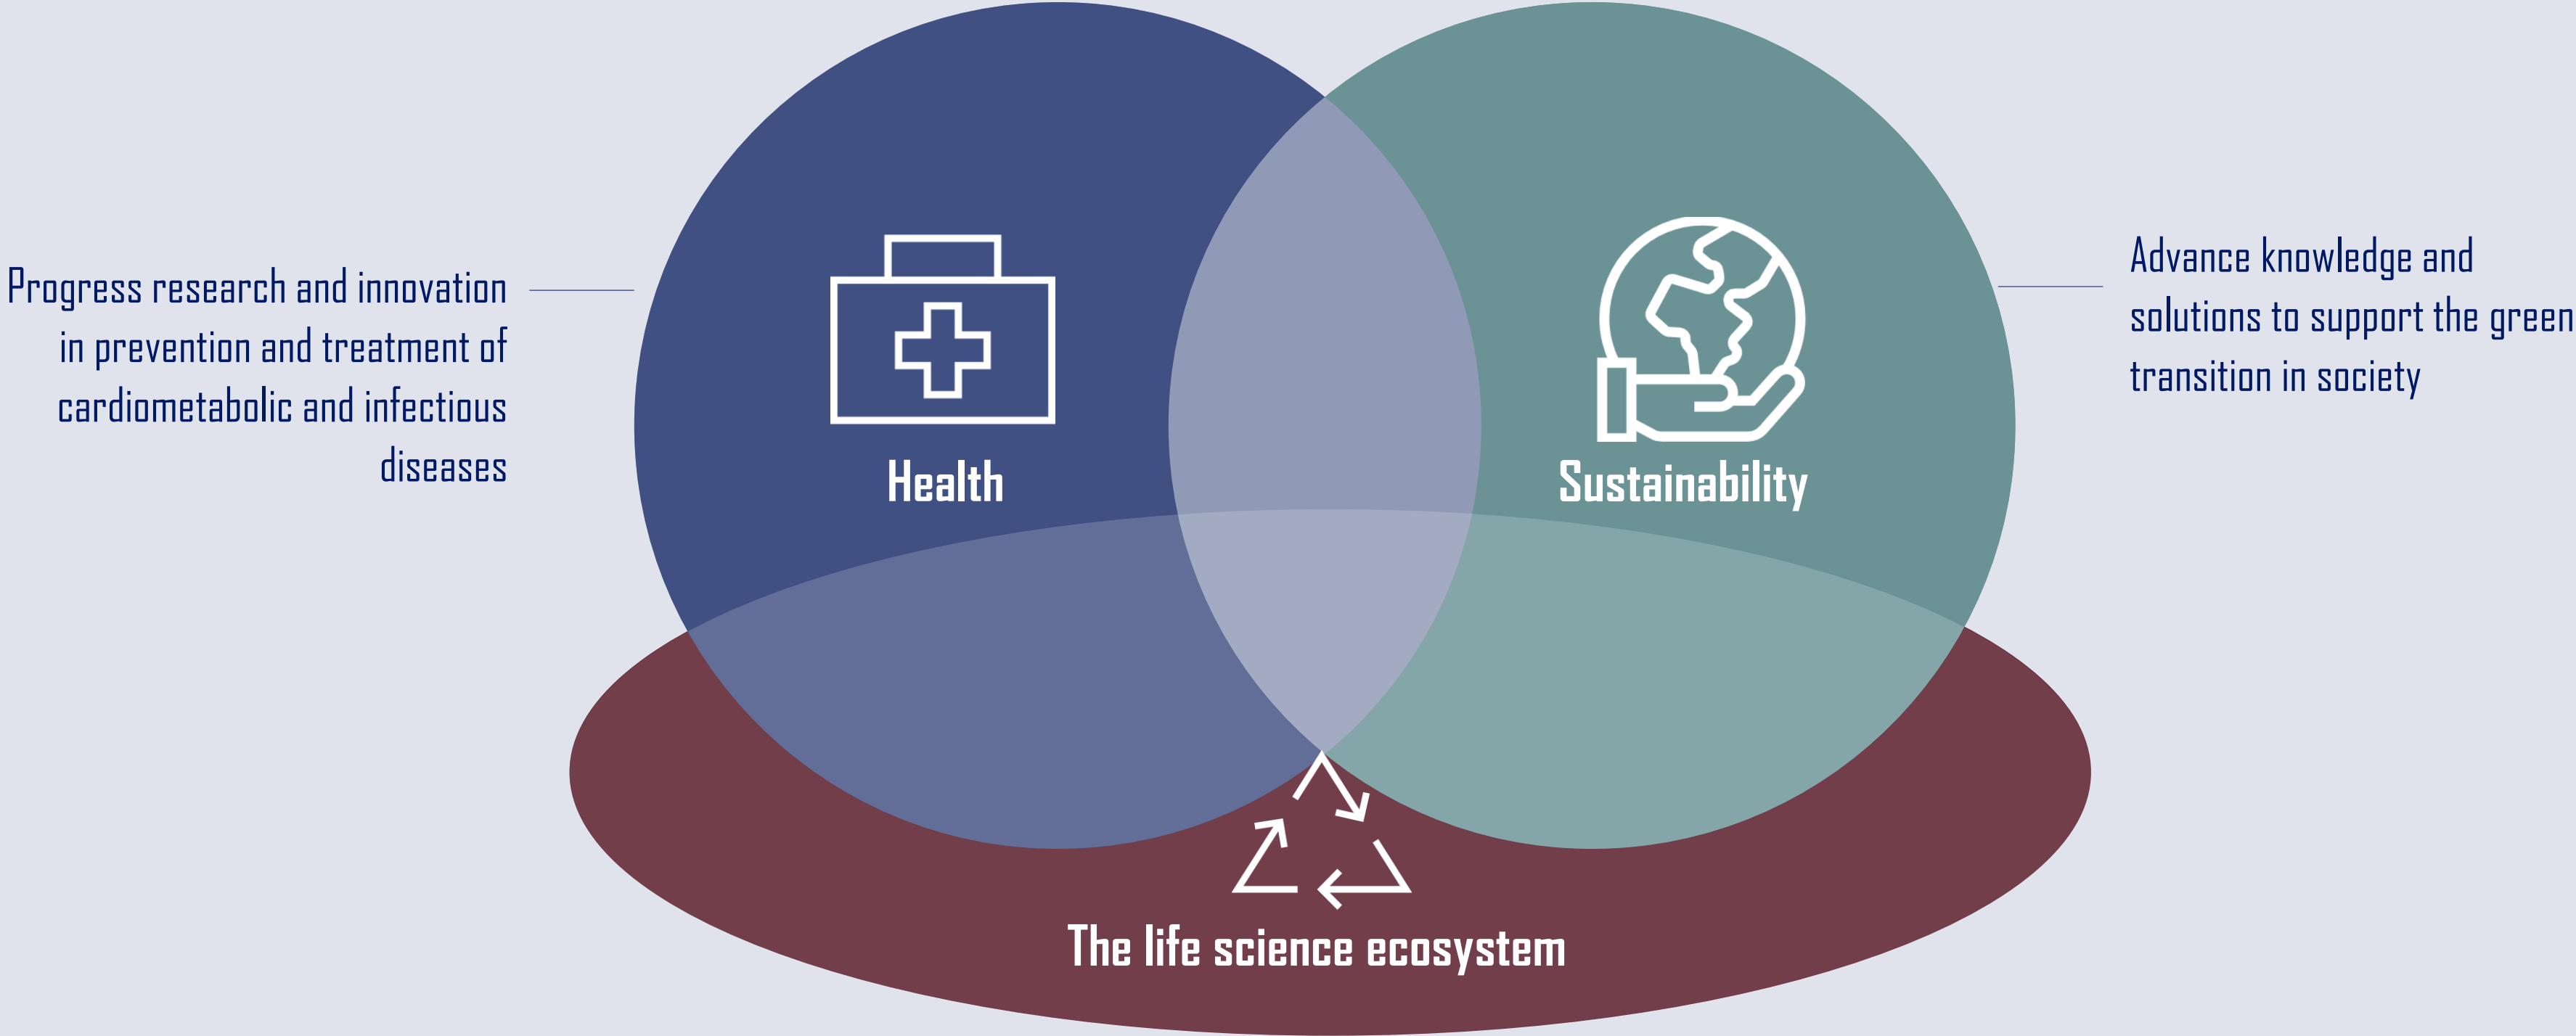 Progress research and innovation
in prevention and treatment of
cardiometabolic and infectious
diseases
Health
Sustainability
Advance knowledge and
solutions to support the green
transition in society
The life science ecosystem